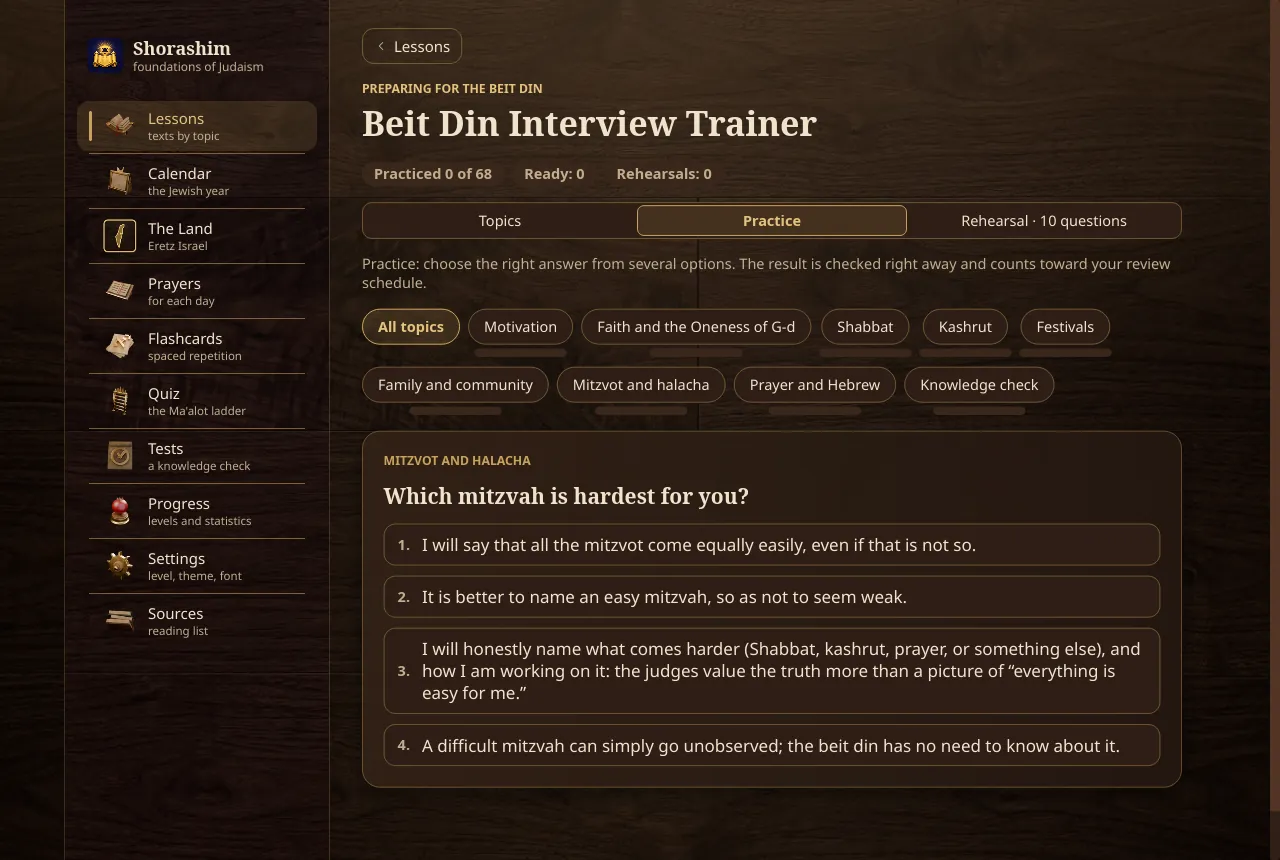 Shorashim
foundations of Judaism
Lessons
texts by topic
Calendar
the Jewish year
The Land
Eretz Israel
Prayers
for each day
Flashcards
spaced repetition
Quiz
the Ma'alot ladder
Tests
a knowledge check
Progress
levels and statistics
Settings
level, theme, font
Sources
reading list
Lessons
PREPARING FOR THE BEIT DIN
Beit Din Interview Trainer
Practiced 0 of 68 Ready: 0 Rehearsals: 0
Topics Practice Rehearsal · 10 questions
Practice: choose the right answer from several options. The result is checked right away and counts toward your review
schedule.
All topics Motivation Faith and the Oneness of G-d Shabbat Kashrut Festivals
Family and community Mitzvot and halacha Prayer and Hebrew Knowledge check
MITZVOT AND HALACHA
Which mitzvah is hardest for you?
1. I will say that all the mitzvot come equally easily, even if that is not so.
2. It is better to name an easy mitzvah, so as not to seem weak.
3. I will honestly name what comes harder (Shabbat, kashrut, prayer, or something else), and
how I am working on it: the judges value the truth more than a picture of “everything is
easy for me.”
4. A difficult mitzvah can simply go unobserved; the beit din has no need to know about it.